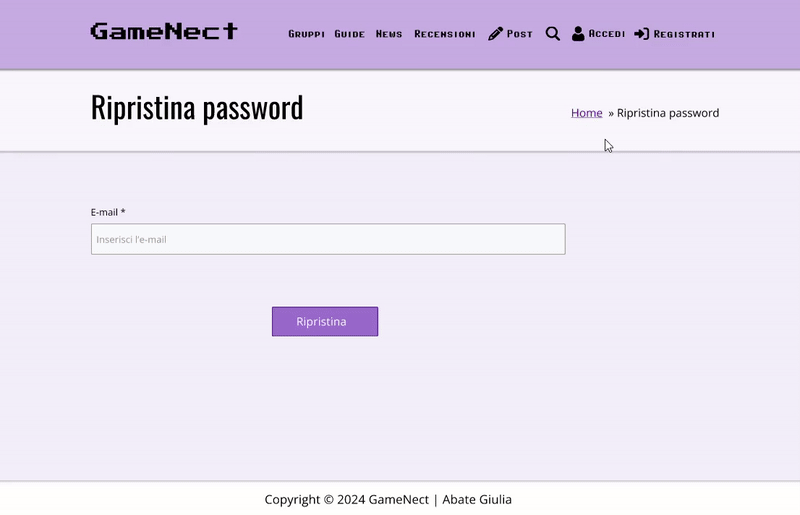 GameNect Gruppi Guide News Recensioni Post Accedi Registrati
Ripristina password
Home » Ripristina password
E-mail *
Inserisci l'e-mail
Ripristina
Copyright © 2024 GameNect | Abate Giulia